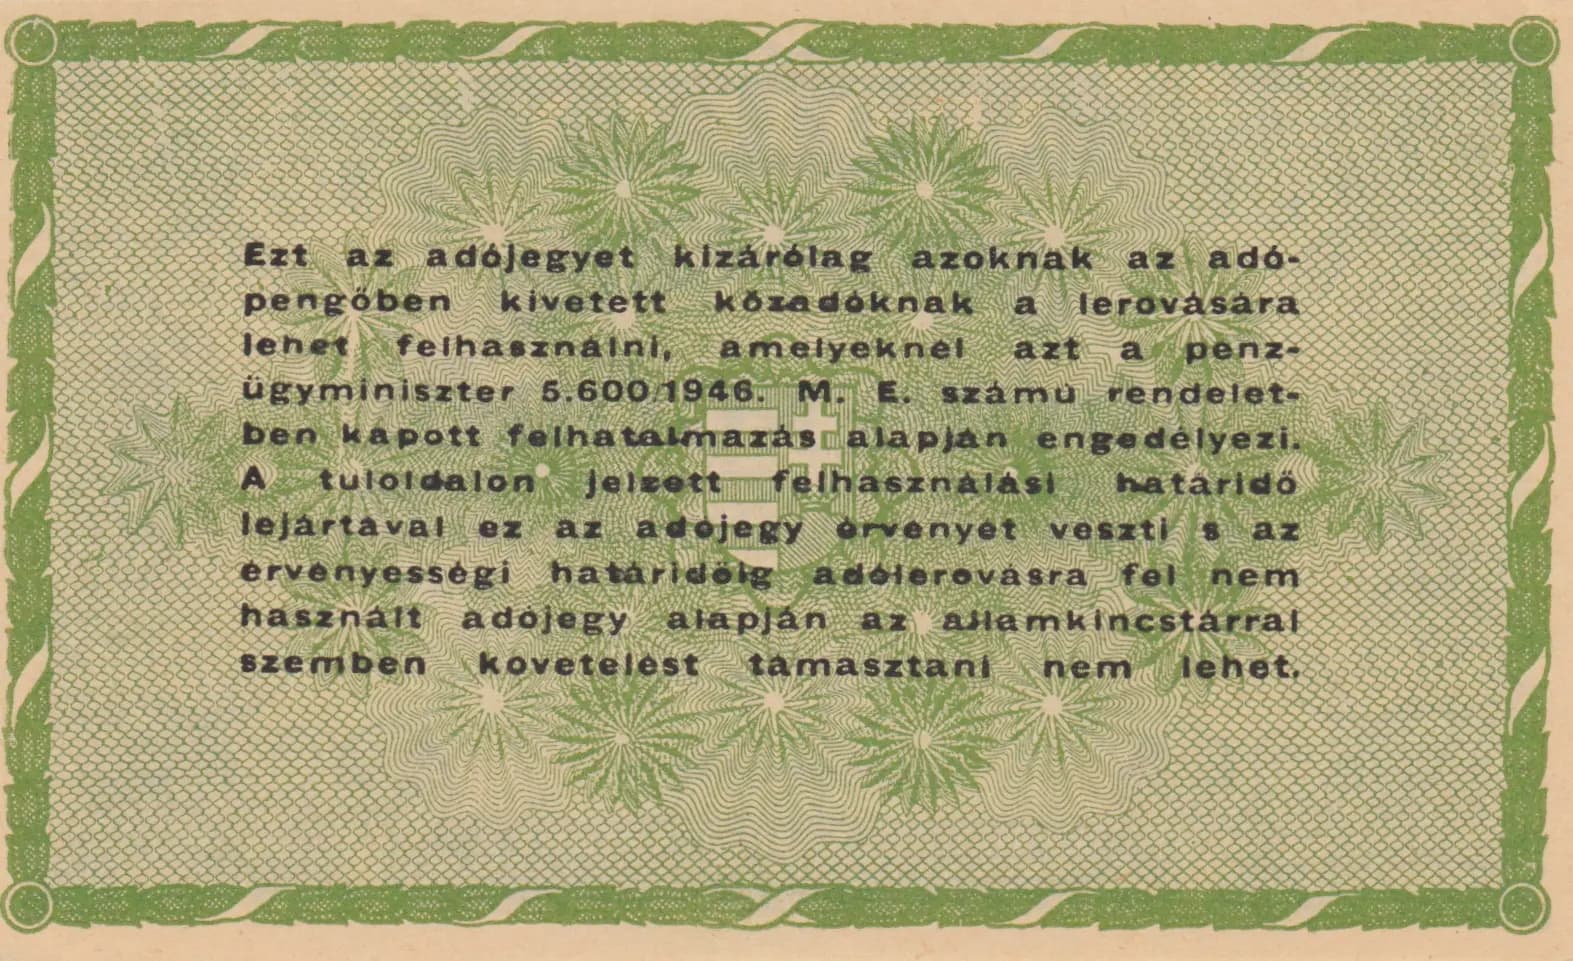 Ezt az adójegyet kizárólag azoknak az adó-
pengőben kivetett közadóknak a lerovására
lehet felhasználni, amelyeknél azt a pénz-
ügyminiszter 5.600/1946. M. E. számú rendelet-
ben kapott felhatalmazás alapján engedélyezi.
A túloldalon jelzett felhasználási határidő
lejártával ez az adójegy érvényét veszti s az
érvényességi határidőig adólerovásra fel nem
használt adójegy alapján az államkincstárral
szemben követelést támasztani nem lehet.